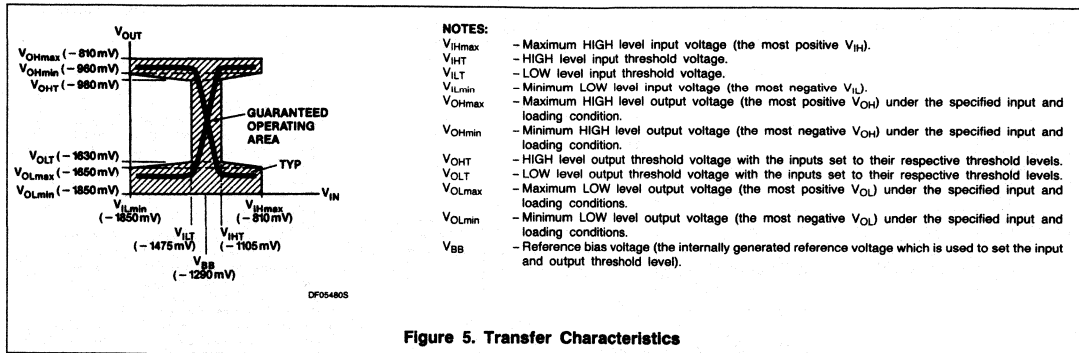 VOUT
VOHmax (−810mV)
VOHmin (−960mV)
VOHT (−980mV)
GUARANTEED
OPERATING
AREA
VOLT (−1630mV)
VOLmax (−1650mV)
VOLmin (−1850mV)
TYP
VIN
VILmin
(−1850mV)
VIHmax
(−810mV)
VILT
(−1475mV)
VIHT
(−1105mV)
VBB
(−1290mV)
DF05480S
NOTES:
VIHmax – Maximum HIGH level input voltage (the most positive VIH).
VIHT – HIGH level input threshold voltage.
VILT – LOW level input threshold voltage.
VILmin – Minimum LOW level input voltage (the most negative VIL).
VOHmax – Maximum HIGH level output voltage (the most positive VOH) under the specified input and
loading condition.
VOHmin – Minimum HIGH level output voltage (the most negative VOH) under the specified input and
loading condition.
VOHT – HIGH level output threshold voltage with the inputs set to their respective threshold levels.
VOLT – LOW level output threshold voltage with the inputs set to their respective threshold levels.
VOLmax – Maximum LOW level output voltage (the most positive VOL) under the specified input and
loading conditions.
VOLmin – Minimum LOW level output voltage (the most negative VOL) under the specified input and
loading conditions.
VBB – Reference bias voltage (the internally generated reference voltage which is used to set the input
and output threshold level).
Figure 5. Transfer Characteristics